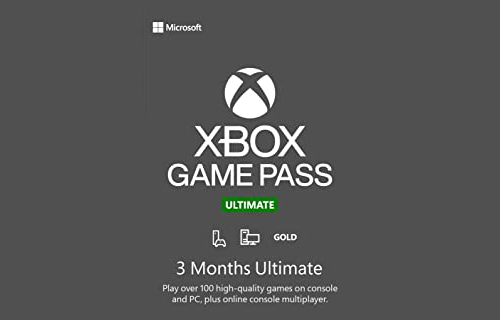 Microsoft
XBOX
GAME PASS
ULTIMATE
GOLD
3 Months Ultimate
Play over 100 high-quality games on console
and PC, plus online console multiplayer.